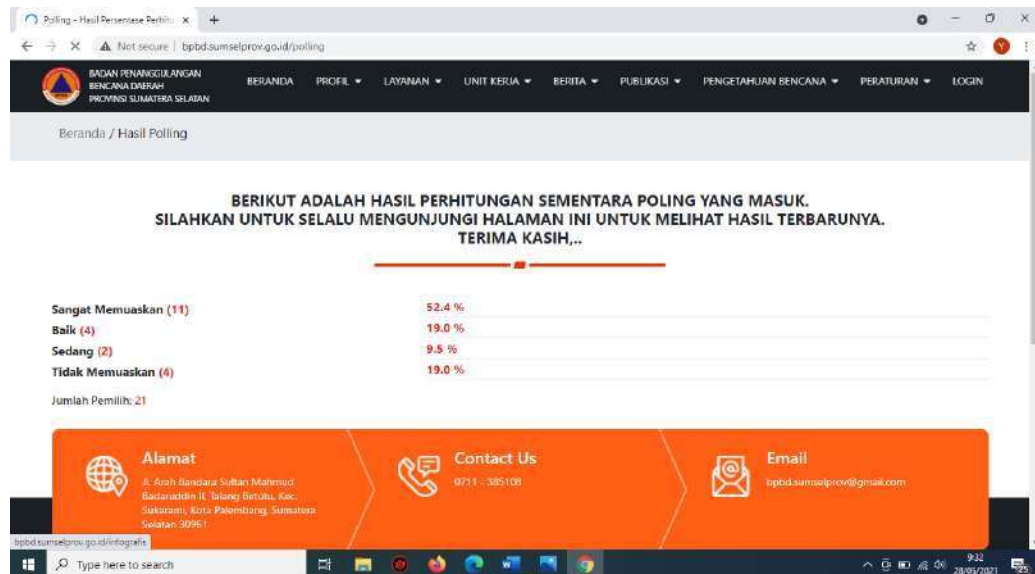 Polling - Hasil Persentase Perhitu
Not secure | bpbd.sumselprov.go.id/polling
BADAN PENANGGULANGAN
BENCANA DAERAH
PROVINSI SUMATERA SELATAN
BERANDA PROFIL LAYANAN UNIT KERJA BERITA PUBLIKASI PENGETAHUAN BENCANA PERATURAN LOGIN
Beranda / Hasil Polling
BERIKUT ADALAH HASIL PERHITUNGAN SEMENTARA POLING YANG MASUK.
SILAHKAN UNTUK SELALU MENGUNJUNGI HALAMAN INI UNTUK MELIHAT HASIL TERBARUNYA.
TERIMA KASIH,..
Sangat Memuaskan (11) 52.4 %
Baik (4) 19.0 %
Sedang (2) 9.5 %
Tidak Memuaskan (4) 19.0 %
Jumlah Pemilih: 21
Alamat
Jl. Arah Bandara Sultan Mahmud
Badaruddin II, Talang Betutu, Kec.
Sukarami, Kota Palembang, Sumatera
Selatan 30961
Contact Us
0711 - 385108
Email
bpbd.sumselprov@gmail.com
bpbd.sumselprov.go.id/infografis
Type here to search
9:32
28/05/2021